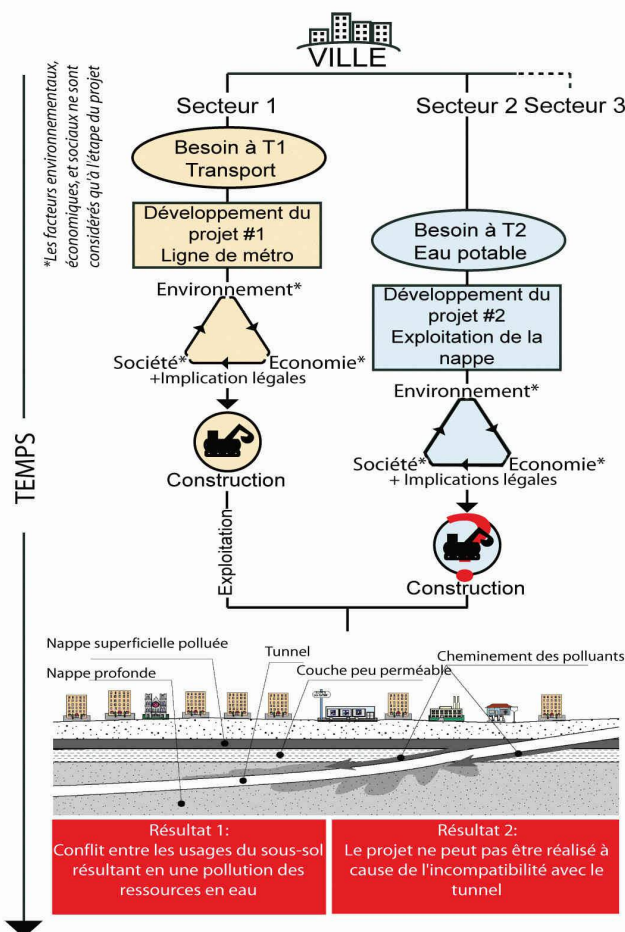 VILLE
*Les facteurs environnementaux,
économiques, et sociaux ne sont
considérés qu'à l'étape du projet
TEMPS
Secteur 1
Secteur 2
Secteur 3
Besoin à T1
Transport
Développement du
projet #1
Ligne de métro
Environnement*
Société*
Economie*
+Implication légales
Construction
Exploitation
Besoin à T2
Eau potable
Développement du
projet #2
Exploitation de la
nappe
Environnement*
Société*
Economie*
+ Implications légales
Construction
Nappe superficielle polluée
Nappe profonde
Tunnel
Couche peu perméable
Cheminement des polluants
Résultat 1:
Conflit entre les usages du sous-sol
résultant en une pollution des
ressources en eau
Résultat 2:
Le projet ne peut pas être réalisé à
cause de l'incompatibilité avec le
tunnel